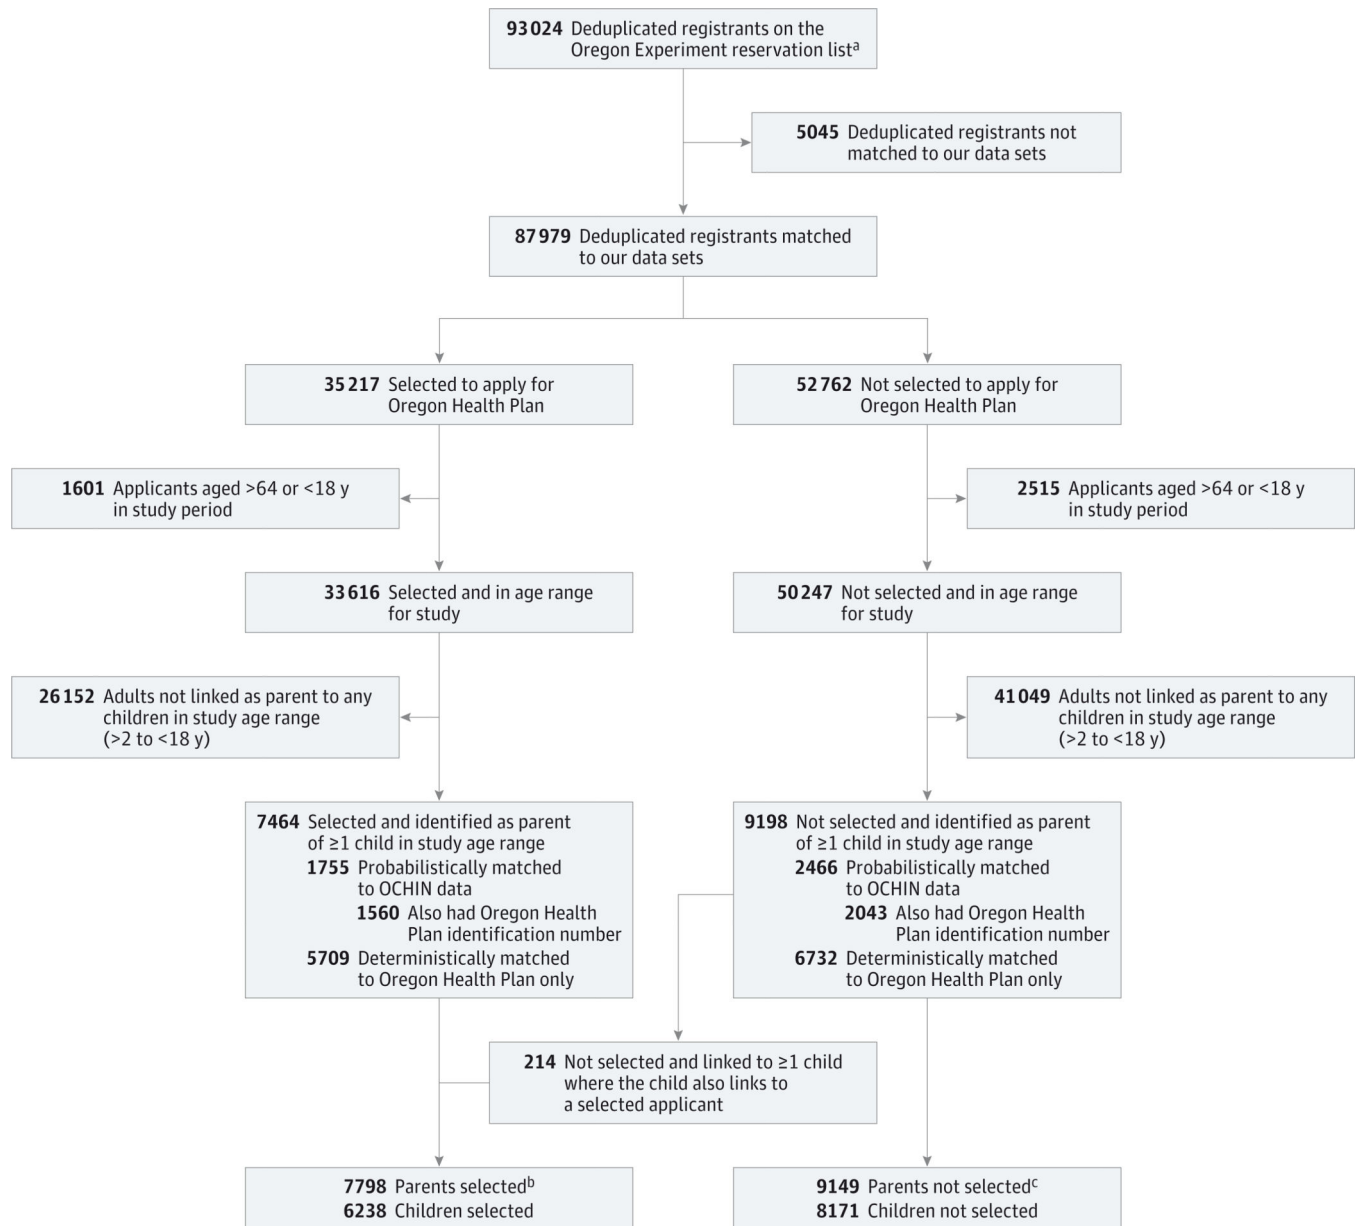 93 024 Deduplicated registrants on the
Oregon Experiment reservation listᵃ
5045 Deduplicated registrants not
matched to our data sets
87 979 Deduplicated registrants matched
to our data sets
35 217 Selected to apply for
Oregon Health Plan
52 762 Not selected to apply for
Oregon Health Plan
1601 Applicants aged >64 or <18 y
in study period
2515 Applicants aged >64 or <18 y
in study period
33 616 Selected and in age range
for study
50 247 Not selected and in age range
for study
26 152 Adults not linked as parent to any
children in study age range
(>2 to <18 y)
41 049 Adults not linked as parent to any
children in study age range
(>2 to <18 y)
7464 Selected and identified as parent
of ≥1 child in study age range
1755 Probabilistically matched
to OCHIN data
1560 Also had Oregon Health
Plan identification number
5709 Deterministically matched
to Oregon Health Plan only
9198 Not selected and identified as parent
of ≥1 child in study age range
2466 Probabilistically matched
to OCHIN data
2043 Also had Oregon Health
Plan identification number
6732 Deterministically matched
to Oregon Health Plan only
214 Not selected and linked to ≥1 child
where the child also links to
a selected applicant
7798 Parents selectedᵇ
6238 Children selected
9149 Parents not selectedᶜ
8171 Children not selected